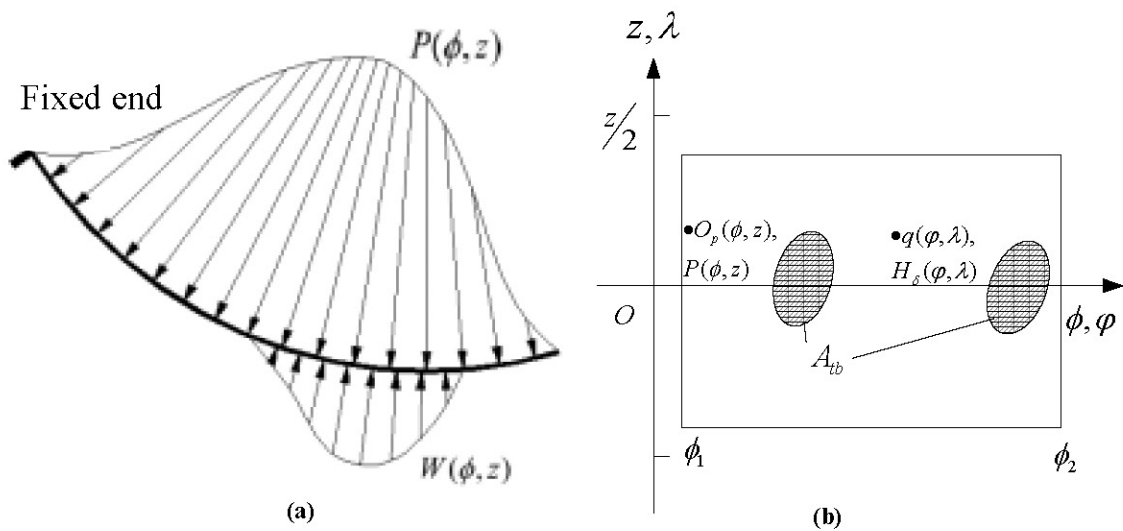 P(ϕ, z)
Fixed end
W(ϕ, z)
(a)
z, λ
z/2
O_p(ϕ, z),
P(ϕ, z)
q(φ, λ),
H_δ(φ, λ)
O
ϕ, φ
A_tb
ϕ_1
ϕ_2
(b)